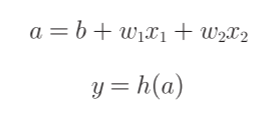 a = b + w₁x₁ + w₂x₂
y = h(a)